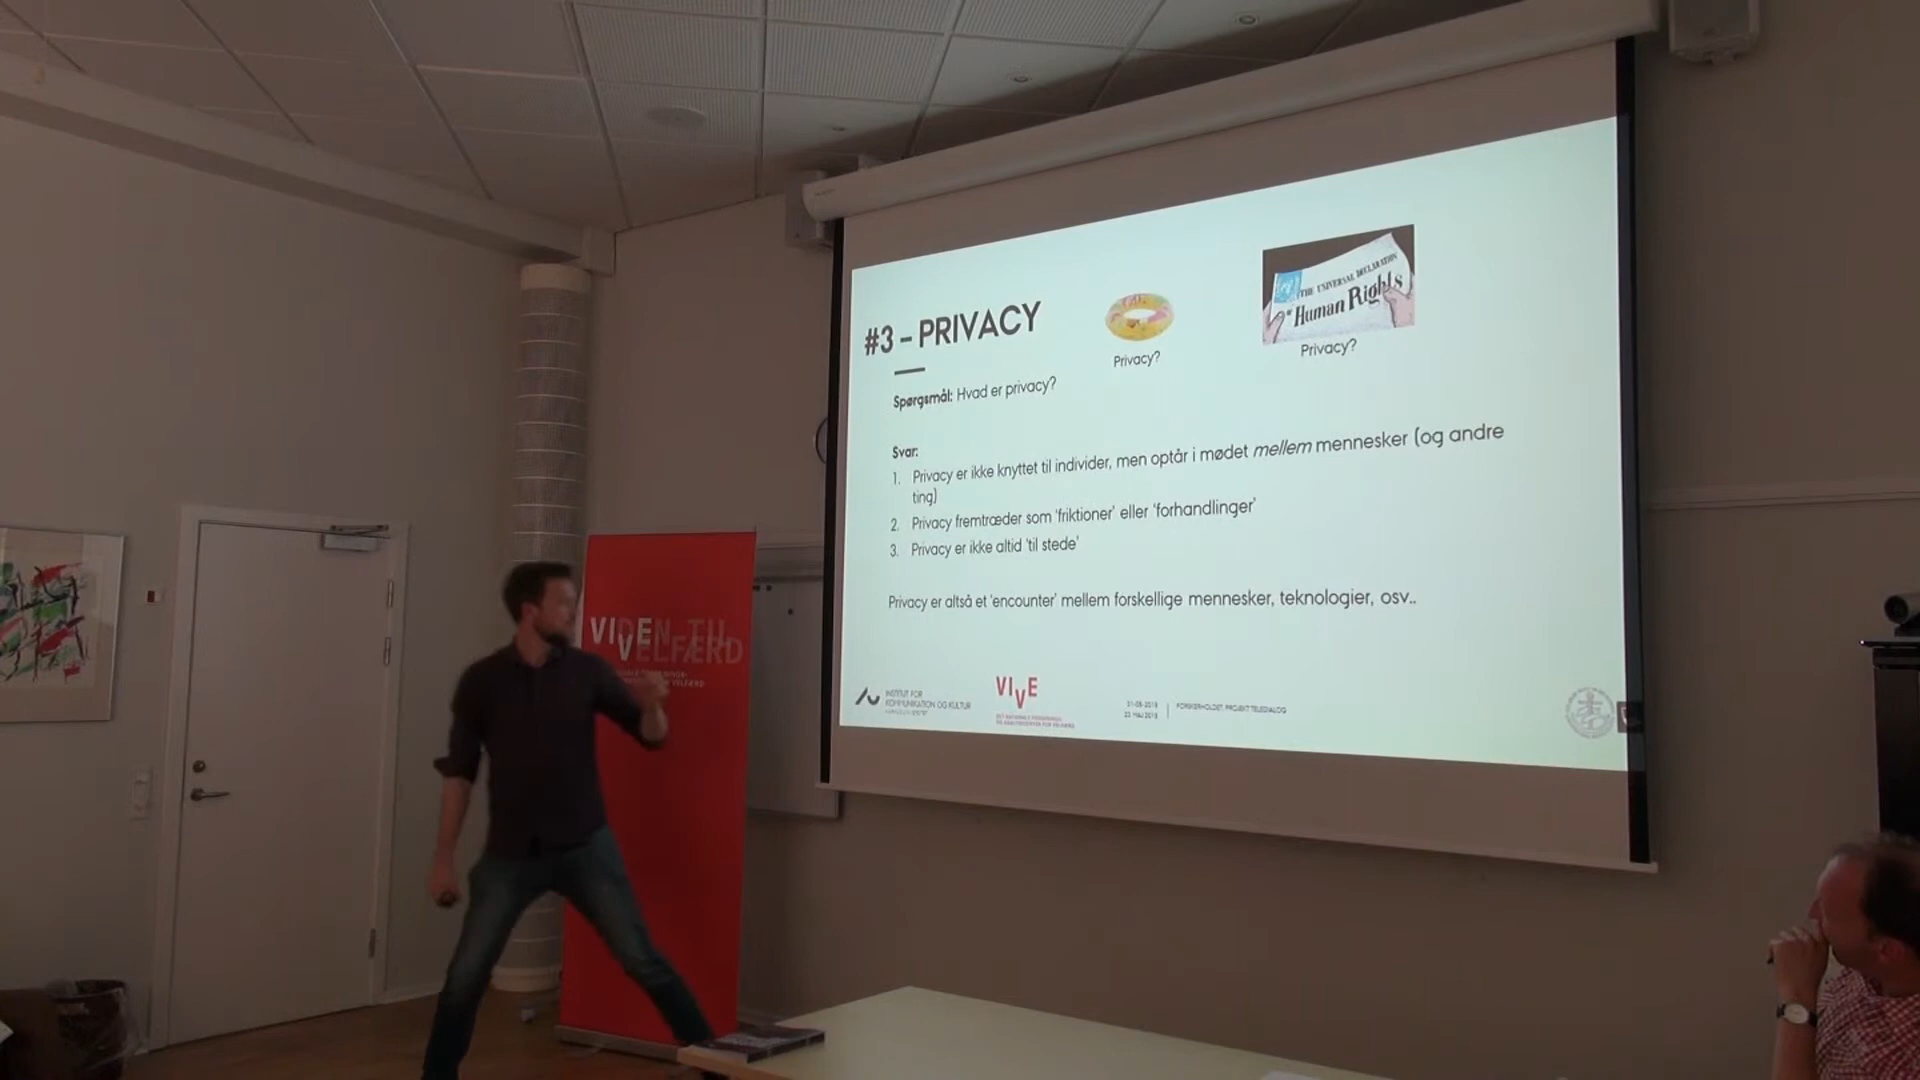 #3 – PRIVACY
Privacy?
THE UNIVERSAL DECLARATION
OF Human Rights
Privacy?
Spørgsmål: Hvad er privacy?
Svar:
1. Privacy er ikke knyttet til individer, men optår i mødet mellem mennesker (og andre
ting)
2. Privacy fremtræder som 'friktioner' eller 'forhandlinger'
3. Privacy er ikke altid 'til stede'
Privacy er altså et 'encounter' mellem forskellige mennesker, teknologier, osv..
INSTITUT FOR
KOMMUNIKATION OG KULTUR
VIVE
FORSKERHOLDET, PROJEKT TELEDIALOG
VIDEN TIL
VELFÆRD